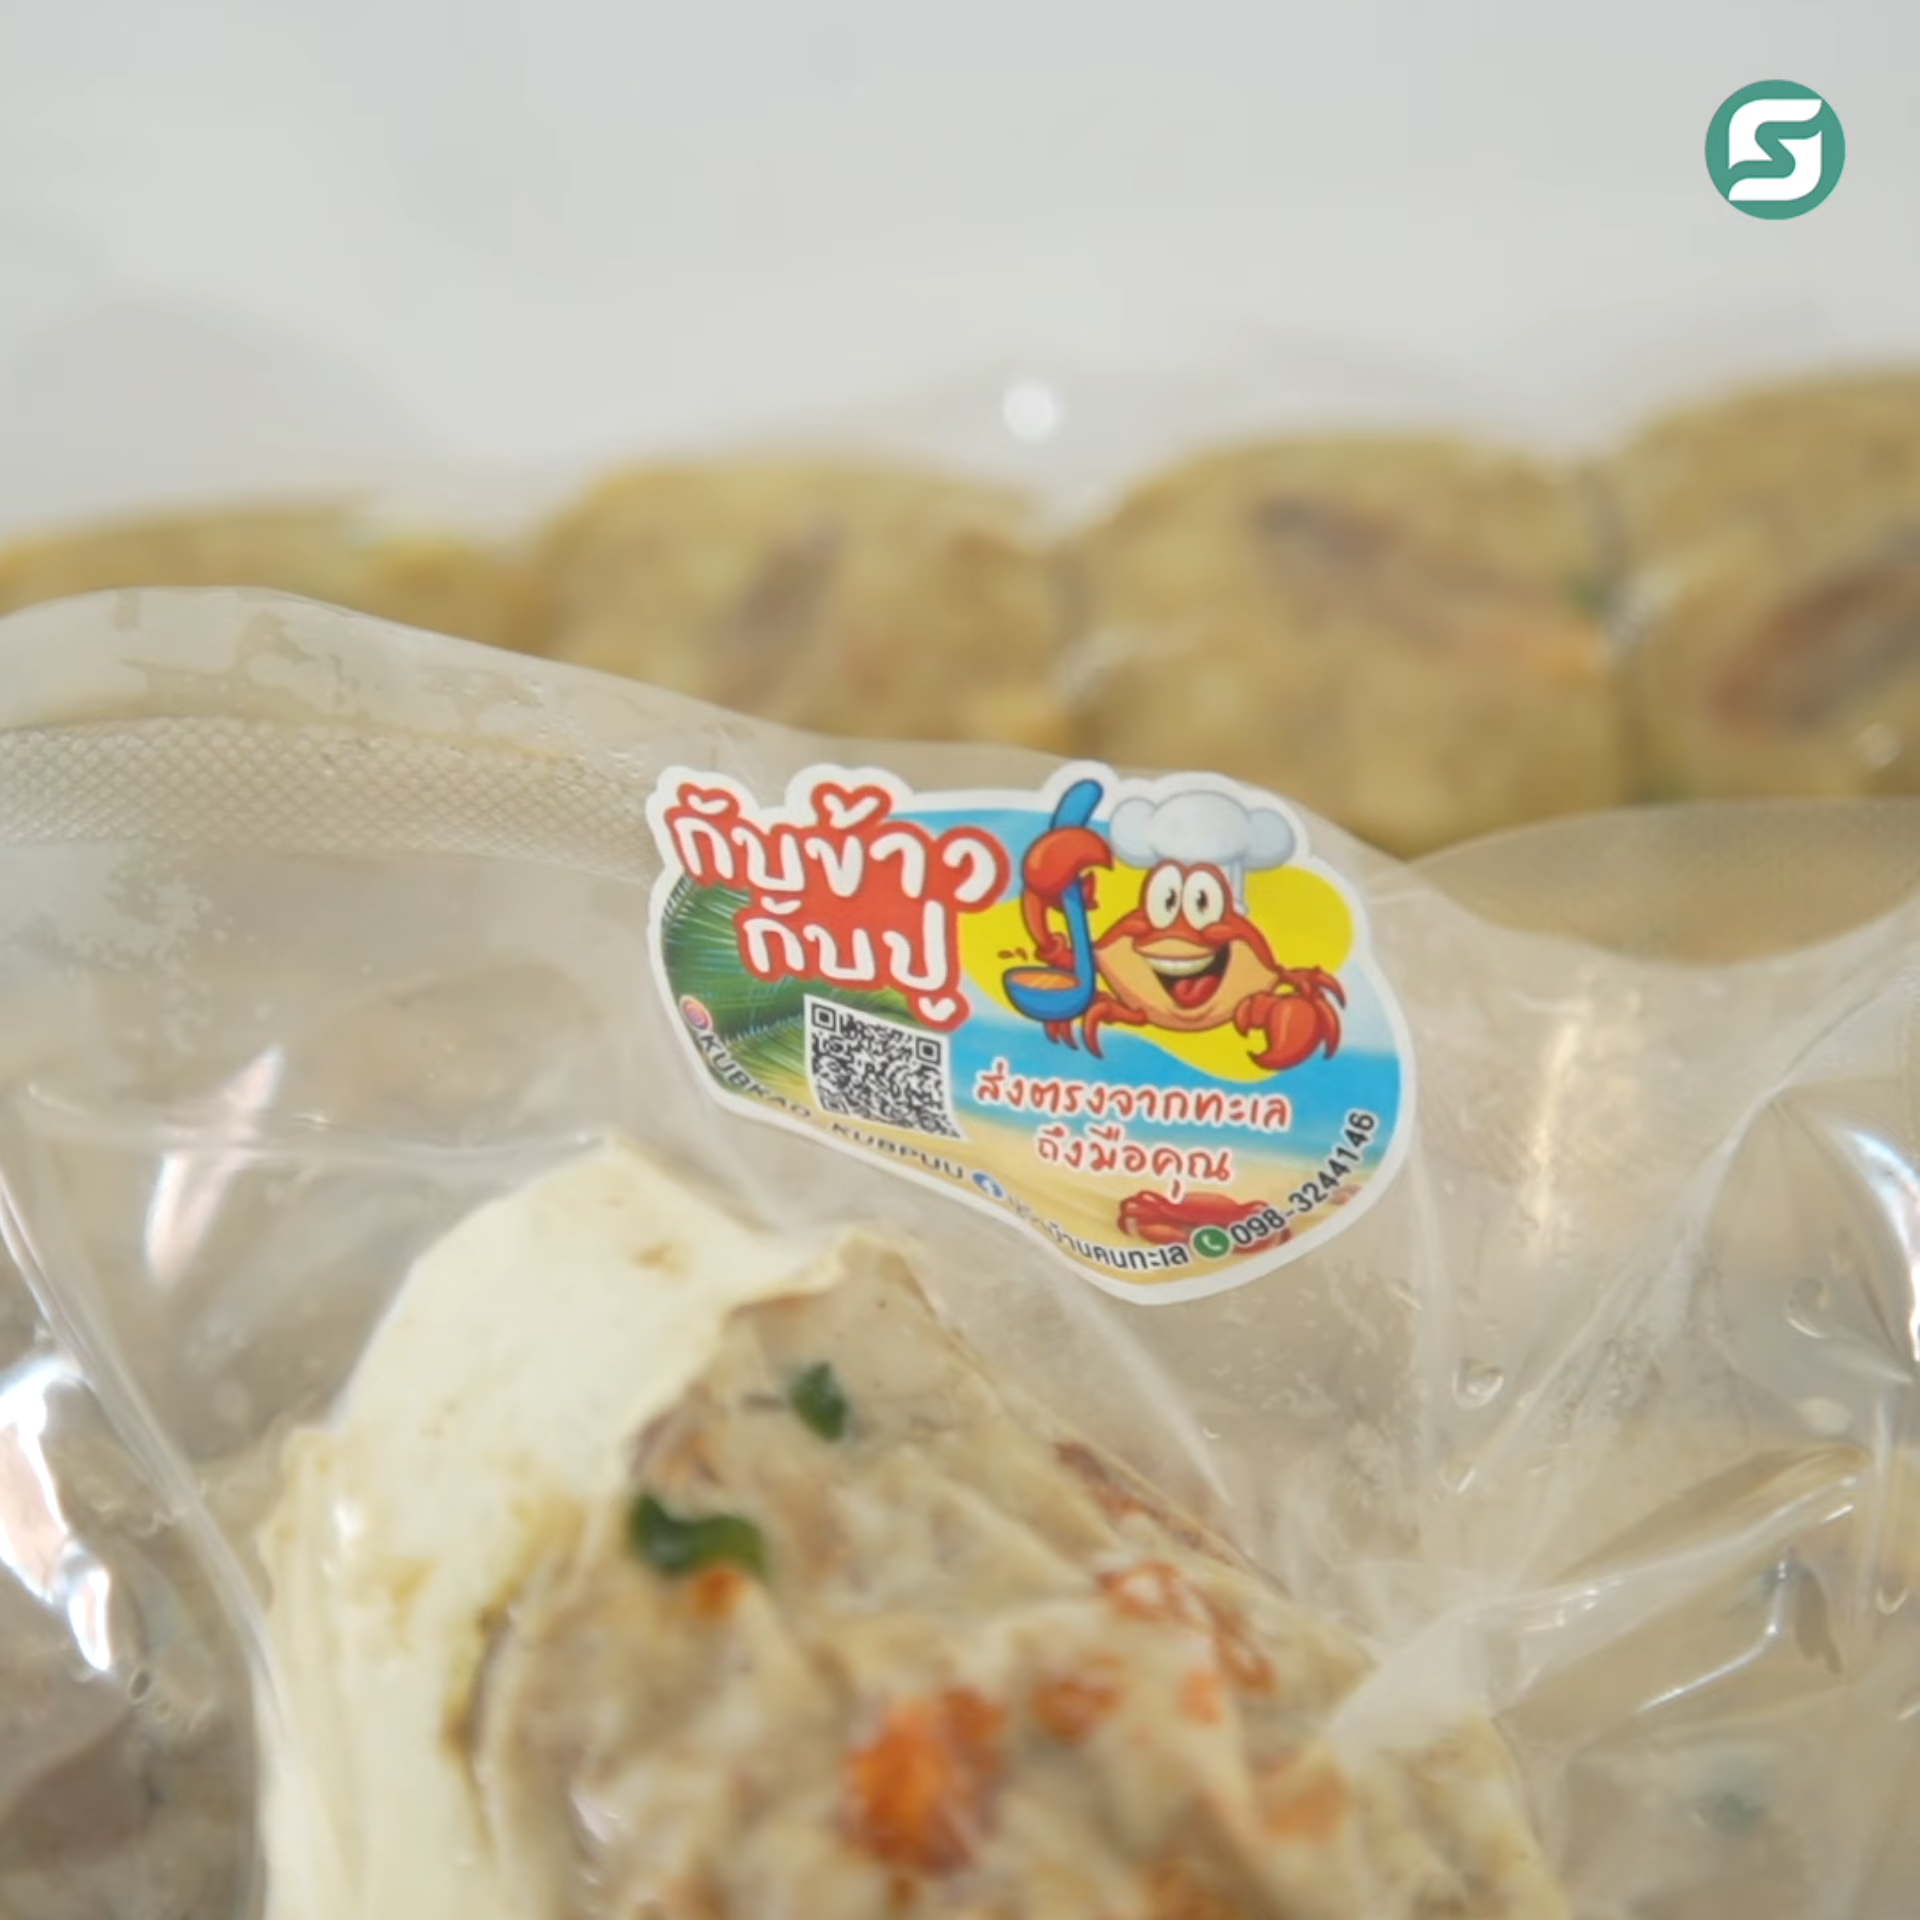 กับข้าว
กับปู
ส่งตรงจากทะเล
ถึงมือคุณ
KUBKAO_KUBPUU
098-3244146